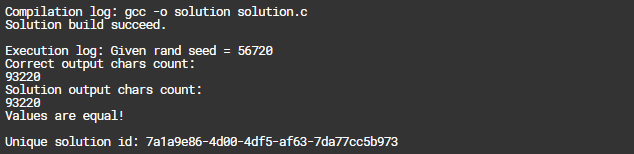 Compilation log: gcc -o solution solution.c
Solution build succeed.
Execution log: Given rand seed = 56720
Correct output chars count:
93220
Solution output chars count:
93220
Values are equal!
Unique solution id: 7a1a9e86-4d00-4df5-af63-7da77cc5b973